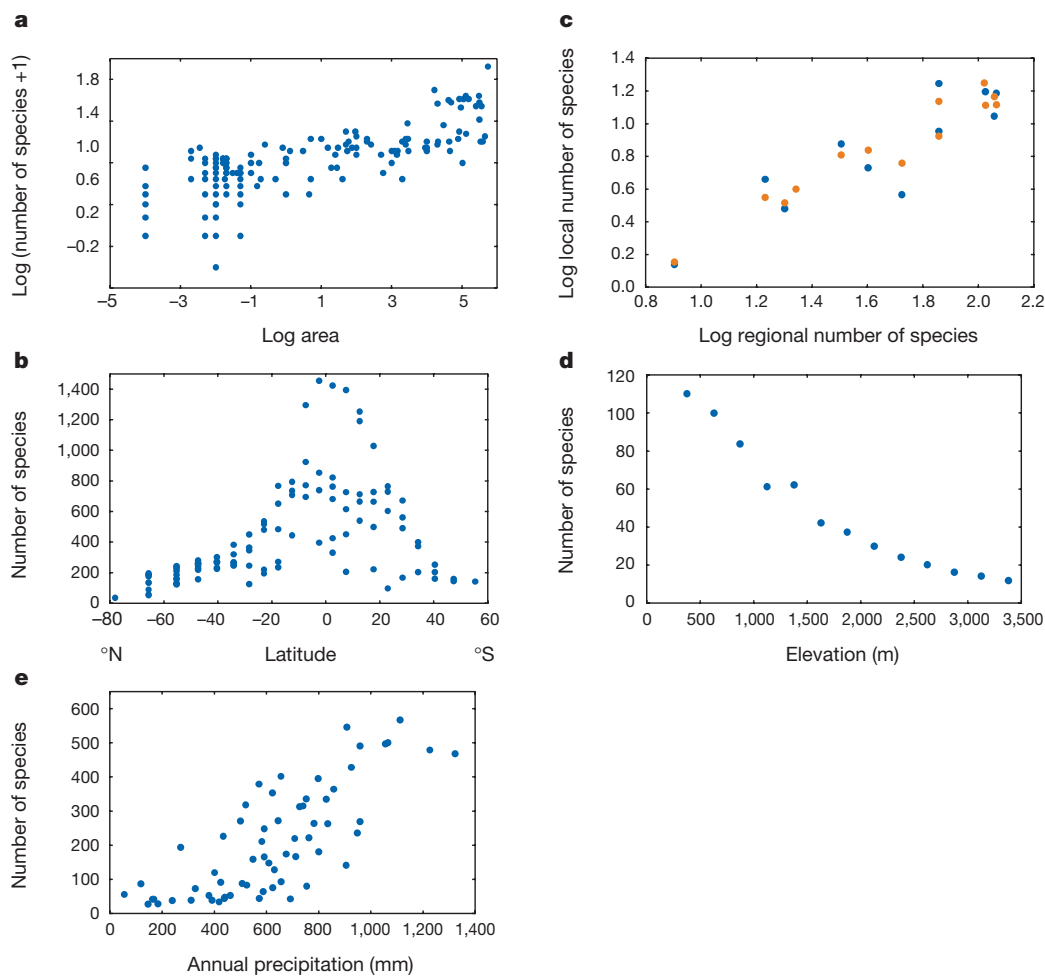 a
Log (number of species +1)
1.8
1.4
1.0
0.6
0.2
−0.2
−5 −3 −1 1 3 5
Log area
b
Number of species
1,400
1,200
1,000
800
600
400
200
0
−80 −60 −40 −20 0 20 40 60
°N Latitude °S
e
Number of species
600
500
400
300
200
100
0
0 200 400 600 800 1,000 1,200 1,400
Annual precipitation (mm)
c
Log local number of species
1.4
1.2
1.0
0.8
0.6
0.4
0.2
0.0
0.8 1.0 1.2 1.4 1.6 1.8 2.0 2.2
Log regional number of species
d
Number of species
120
100
80
60
40
20
0
0 500 1,000 1,500 2,000 2,500 3,000 3,500
Elevation (m)